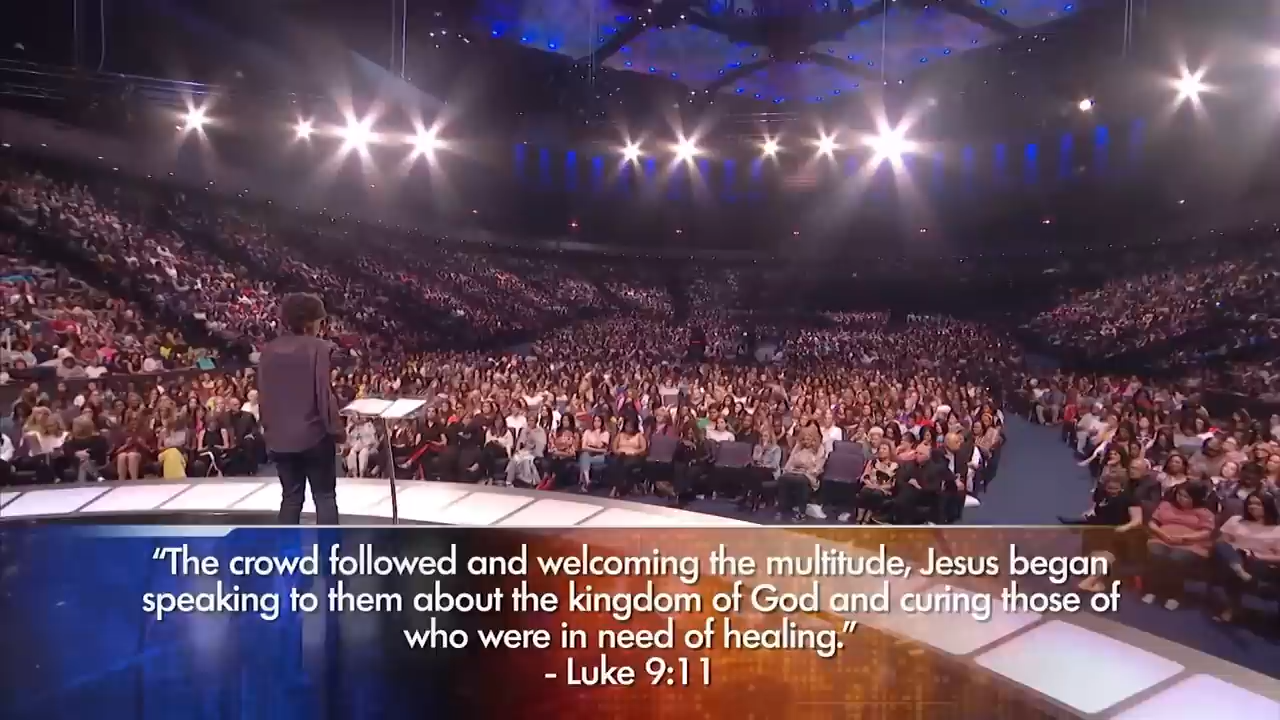 “The crowd followed and welcoming the multitude, Jesus began
speaking to them about the kingdom of God and curing those of
who were in need of healing.”
- Luke 9:11